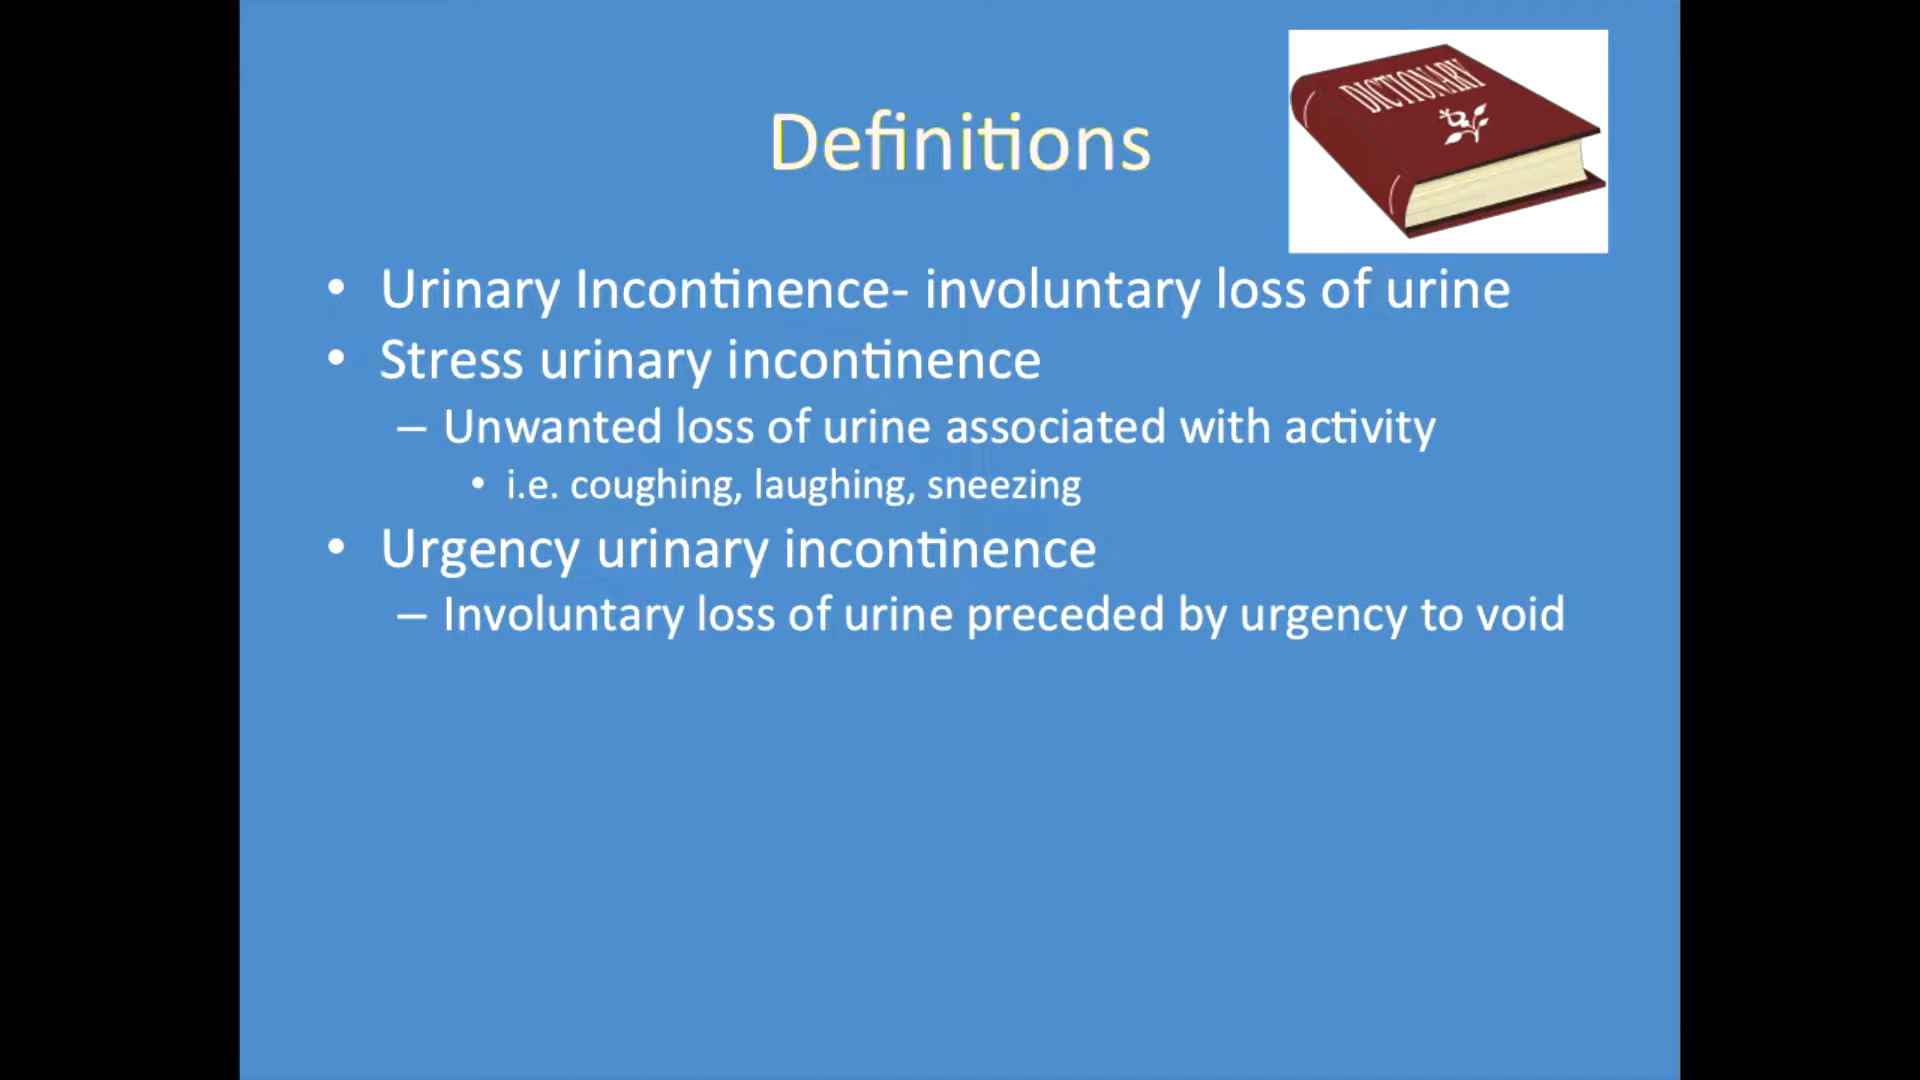 DICTIONARY
Definitions
• Urinary Incontinence- involuntary loss of urine
• Stress urinary incontinence
– Unwanted loss of urine associated with activity
• i.e. coughing, laughing, sneezing
• Urgency urinary incontinence
– Involuntary loss of urine preceded by urgency to void